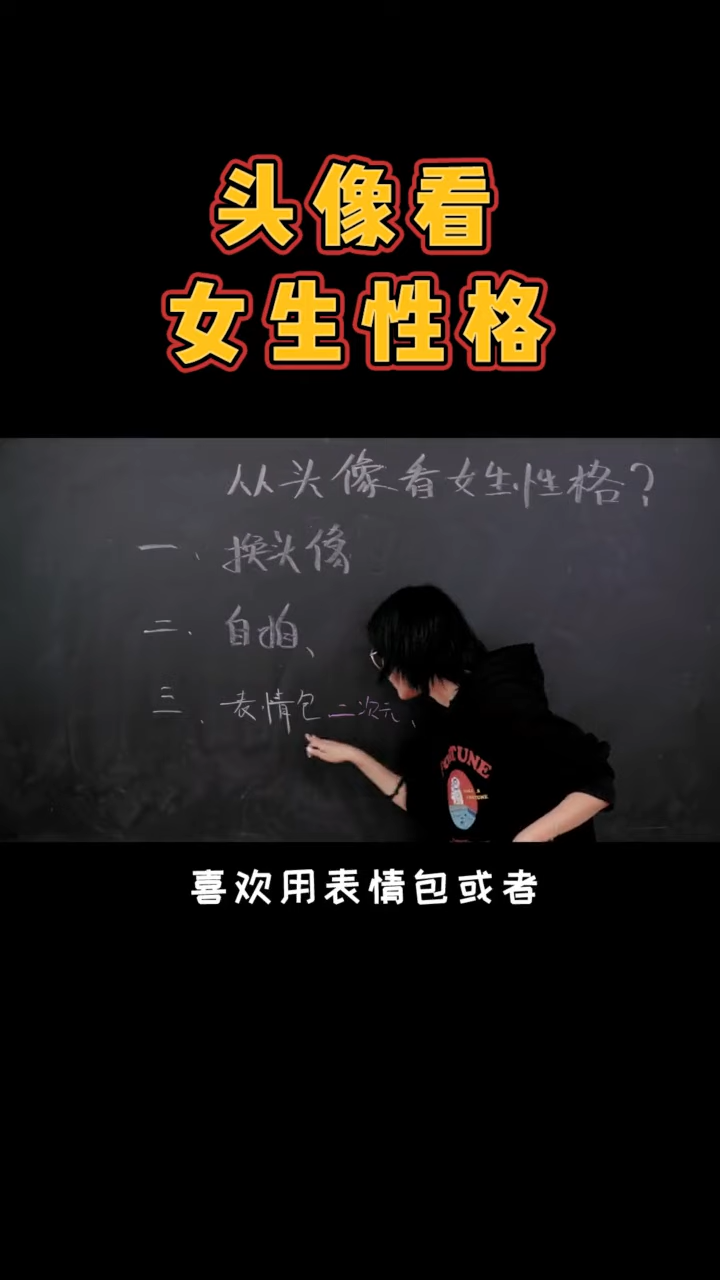 头像看
女生性格
从头像看女生性格?
一、换头像
二、自拍、
三、表情包二次元、
喜欢用表情包或者